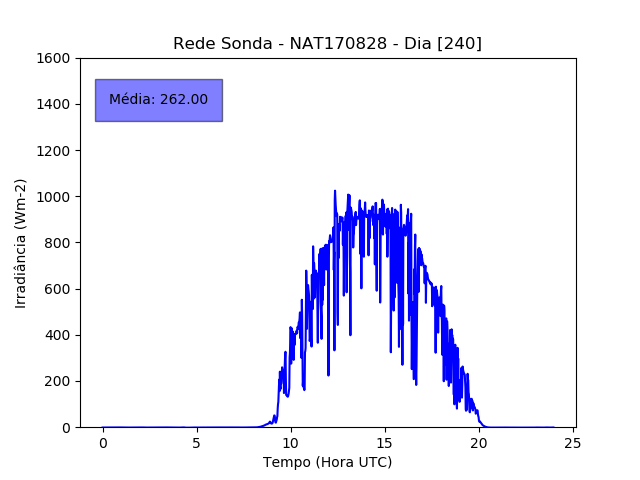 Rede Sonda - NAT170828 - Dia [240]
1600
1400
1200
1000
800
600
400
200
0
Média: 262.00
Irradiância (Wm-2)
0 5 10 15 20 25
Tempo (Hora UTC)